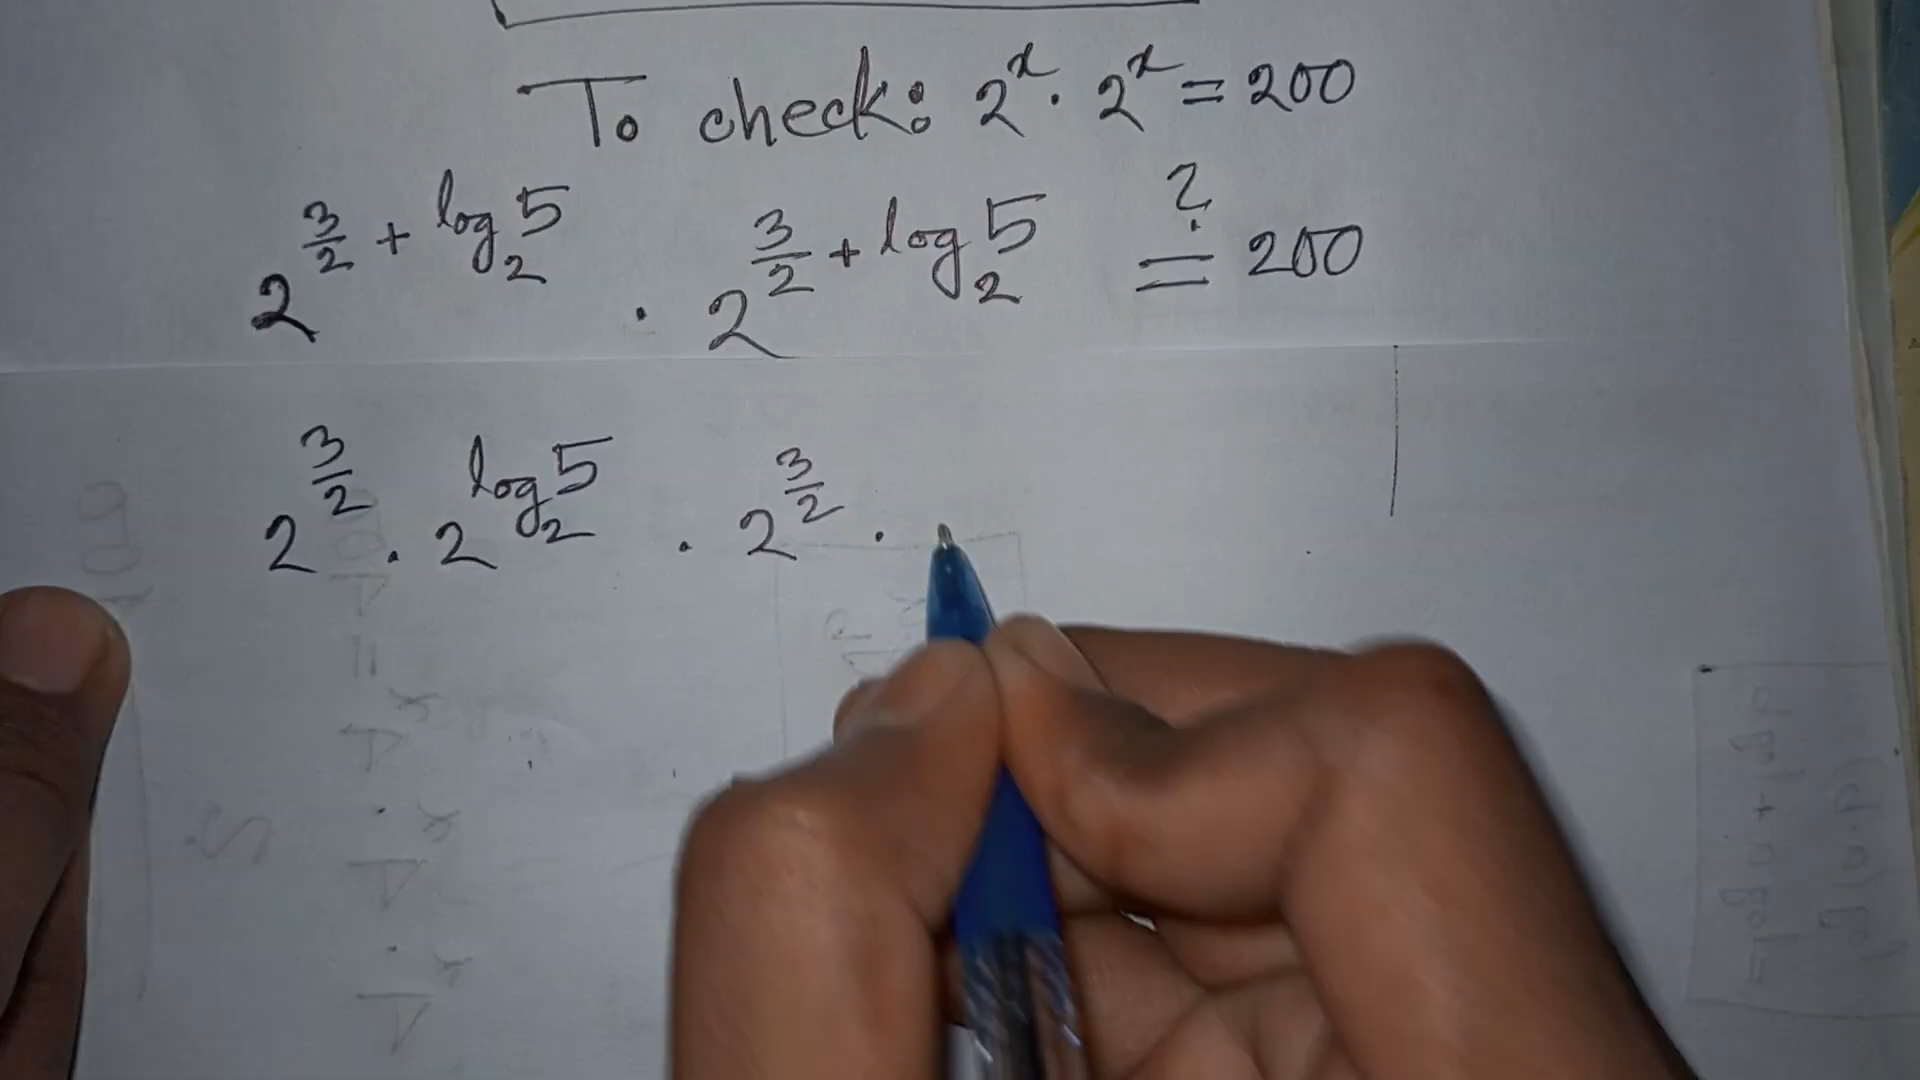 To check: 2^x · 2^x = 200
2^(3/2 + log_2 5) · 2^(3/2 + log_2 5) ?= 200
2^(3/2) · 2^(log_2 5) · 2^(3/2) ·